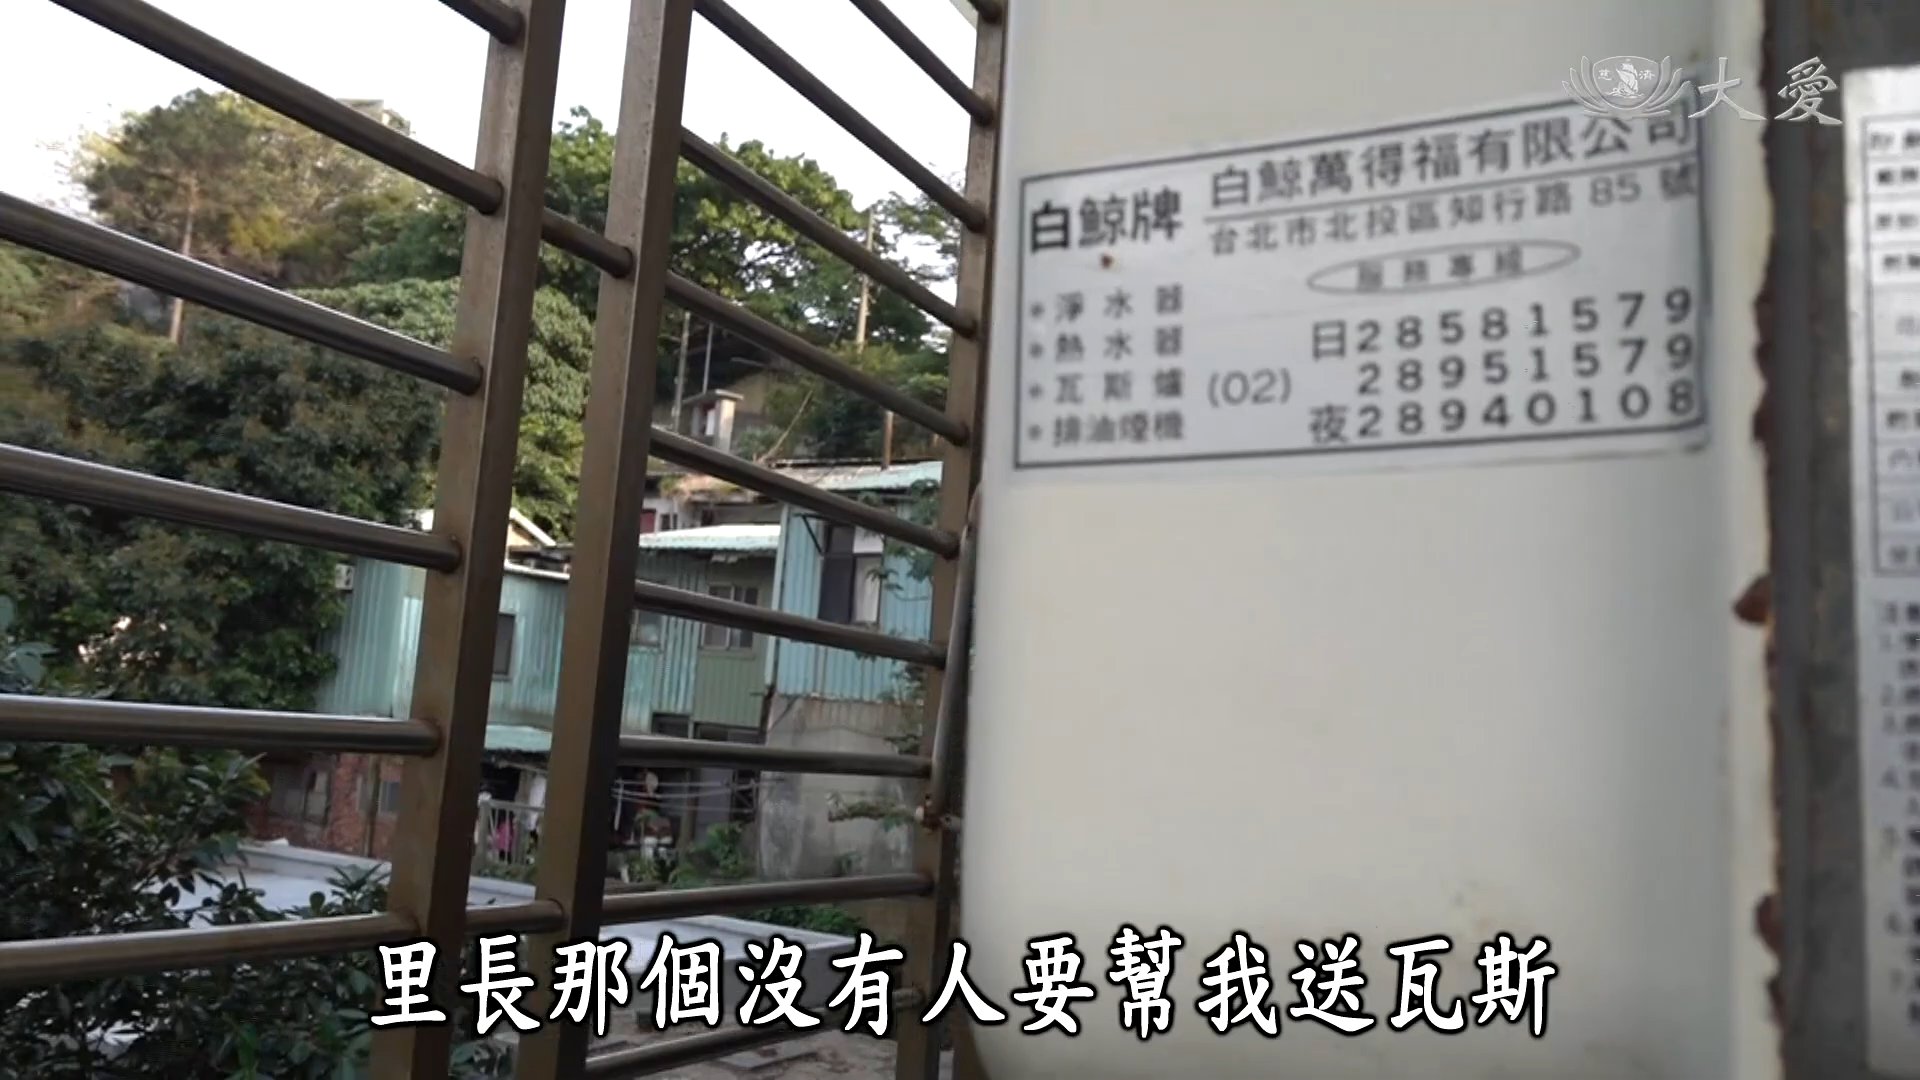 慈濟
大愛
白鯨牌
白鯨萬得福有限公司
台北市北投區知行路 85 號
服務專線
* 淨水器
* 熱水器
* 瓦斯爐
* 排油煙機
(02)
日28581579
28951579
夜28940108
里長那個沒有人要幫我送瓦斯